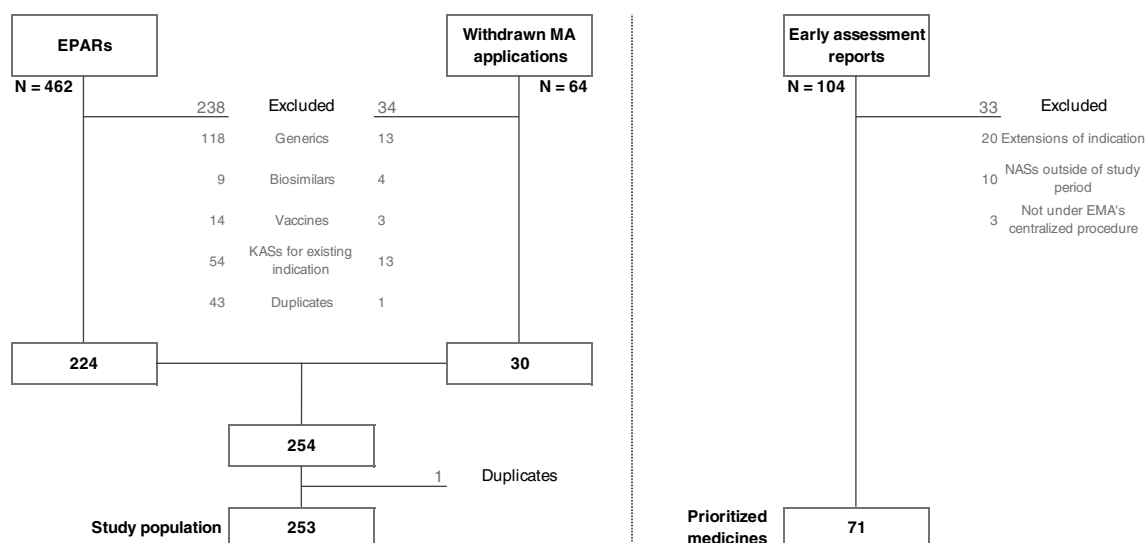 EPARs
Withdrawn MA
applications
N = 462
N = 64
238 Excluded 34
118 Generics 13
9 Biosimilars 4
14 Vaccines 3
54 KASs for existing
indication 13
43 Duplicates 1
224
30
254
1 Duplicates
Study population 253
Early assessment
reports
N = 104
33 Excluded
20 Extensions of indication
10 NASs outside of study
period
3 Not under EMA's
centralized procedure
Prioritized
medicines
71